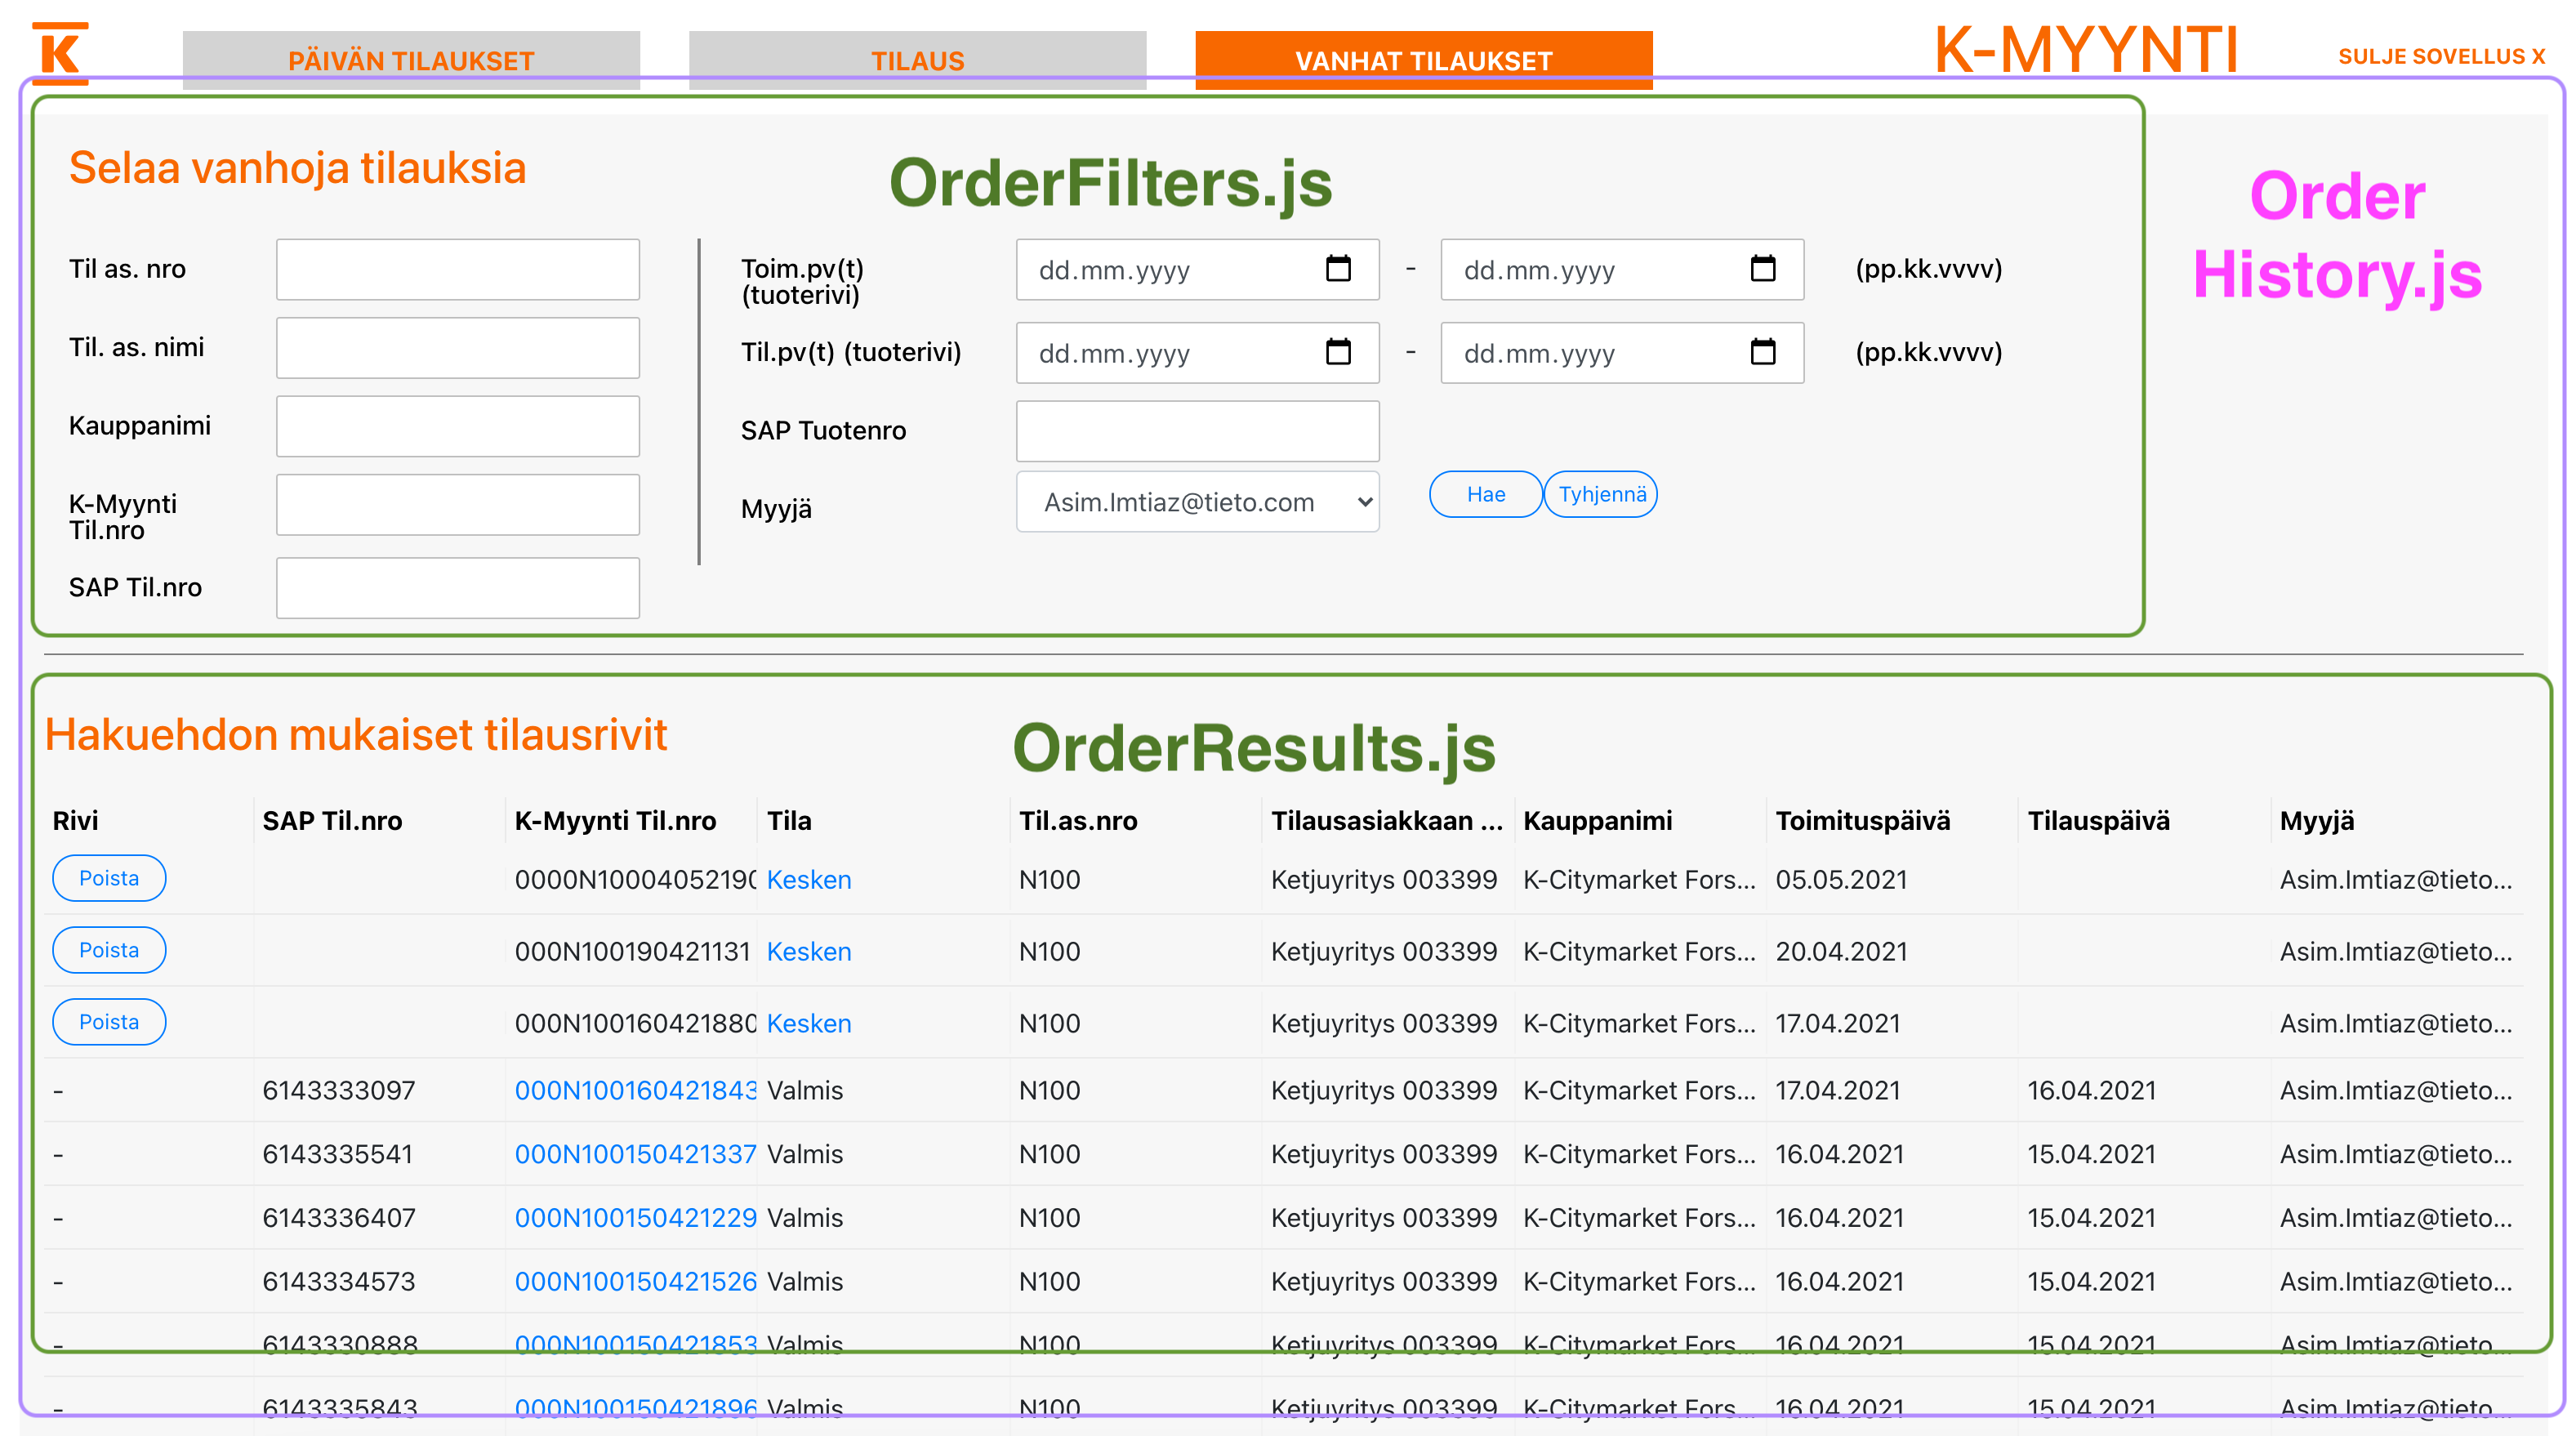 K
PÄIVÄN TILAUKSET
TILAUS
VANHAT TILAUKSET
K-MYYNTI
SULJE SOVELLUS X
Selaa vanhoja tilauksia
OrderFilters.js
Order
History.js
Til as. nro
Til. as. nimi
Kauppanimi
K-Myynti
Til.nro
SAP Til.nro
Toim.pv(t)
(tuoterivi)
dd.mm.yyyy - dd.mm.yyyy (pp.kk.vvvv)
Til.pv(t) (tuoterivi) dd.mm.yyyy - dd.mm.yyyy (pp.kk.vvvv)
SAP Tuotenro
Myyjä Asim.Imtiaz@tieto.com Hae Tyhjennä
Hakuehdon mukaiset tilausrivit
OrderResults.js
Rivi SAP Til.nro K-Myynti Til.nro Tila Til.as.nro Tilausasiakkaan ... Kauppanimi Toimituspäivä Tilauspäivä Myyjä
Poista 0000N10004052190 Kesken N100 Ketjuyritys 003399 K-Citymarket Fors... 05.05.2021 Asim.Imtiaz@tieto...
Poista 000N100190421131 Kesken N100 Ketjuyritys 003399 K-Citymarket Fors... 20.04.2021 Asim.Imtiaz@tieto...
Poista 000N100160421880 Kesken N100 Ketjuyritys 003399 K-Citymarket Fors... 17.04.2021 Asim.Imtiaz@tieto...
- 6143333097 000N100160421843 Valmis N100 Ketjuyritys 003399 K-Citymarket Fors... 17.04.2021 16.04.2021 Asim.Imtiaz@tieto...
- 6143335541 000N100150421337 Valmis N100 Ketjuyritys 003399 K-Citymarket Fors... 16.04.2021 15.04.2021 Asim.Imtiaz@tieto...
- 6143336407 000N100150421229 Valmis N100 Ketjuyritys 003399 K-Citymarket Fors... 16.04.2021 15.04.2021 Asim.Imtiaz@tieto...
- 6143334573 000N100150421526 Valmis N100 Ketjuyritys 003399 K-Citymarket Fors... 16.04.2021 15.04.2021 Asim.Imtiaz@tieto...
- 6143330888 000N100150421853 Valmis N100 Ketjuyritys 003399 K-Citymarket Fors... 16.04.2021 15.04.2021 Asim.Imtiaz@tieto...
- 6143335843 000N100150421896 Valmis N100 Ketjuyritys 003399 K-Citymarket Fors... 16.04.2021 15.04.2021 Asim.Imtiaz@tieto...